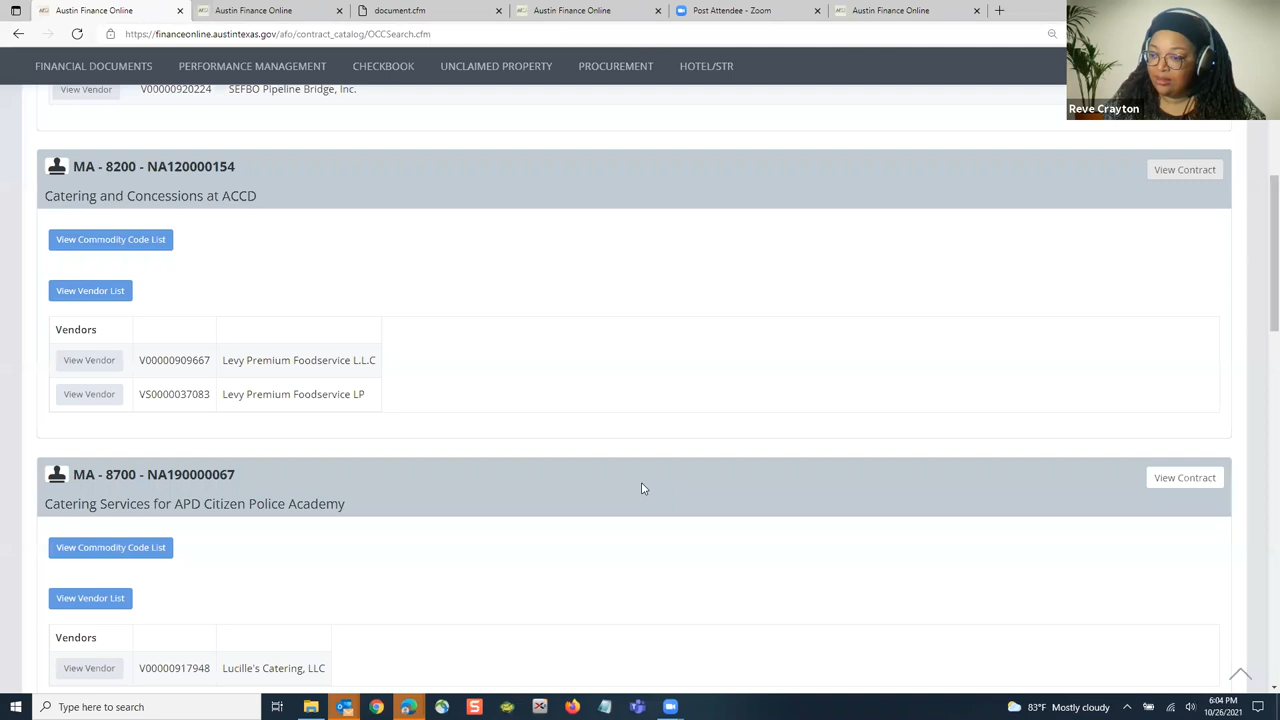 Austin Finance Online
Austin Finance Online
document.cfm
Austin Finance Online
Post Attendee - Zoom
Austin Finance Online
https://financeonline.austintexas.gov/afo/contract_catalog/OCCSearch.cfm
FINANCIAL DOCUMENTS PERFORMANCE MANAGEMENT CHECKBOOK UNCLAIMED PROPERTY PROCUREMENT HOTEL/STR
Reve Crayton
View Vendor V00000920224 SEFBO Pipeline Bridge, Inc.
MA - 8200 - NA120000154 View Contract
Catering and Concessions at ACCD
View Commodity Code List
View Vendor List
Vendors
View Vendor V00000909667 Levy Premium Foodservice L.L.C
View Vendor VS0000037083 Levy Premium Foodservice LP
MA - 8700 - NA190000067 View Contract
Catering Services for APD Citizen Police Academy
View Commodity Code List
View Vendor List
Vendors
View Vendor V00000917948 Lucille's Catering, LLC
Type here to search
83°F Mostly cloudy
6:04 PM
10/26/2021